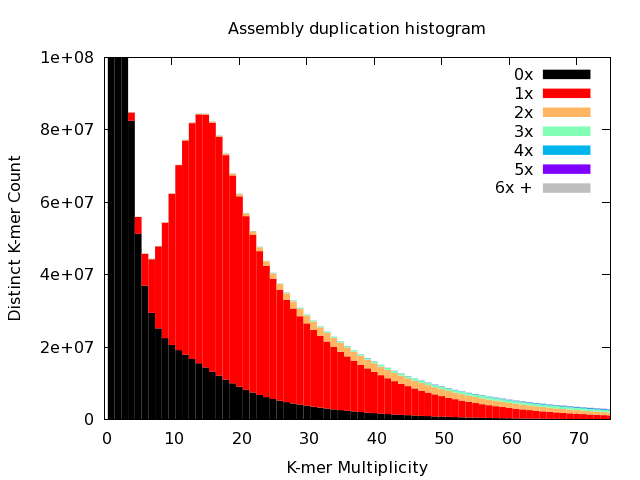 Assembly duplication histogram
1e+08
8e+07
6e+07
4e+07
2e+07
0
Distinct K-mer Count
0x
1x
2x
3x
4x
5x
6x +
0 10 20 30 40 50 60 70
K-mer Multiplicity